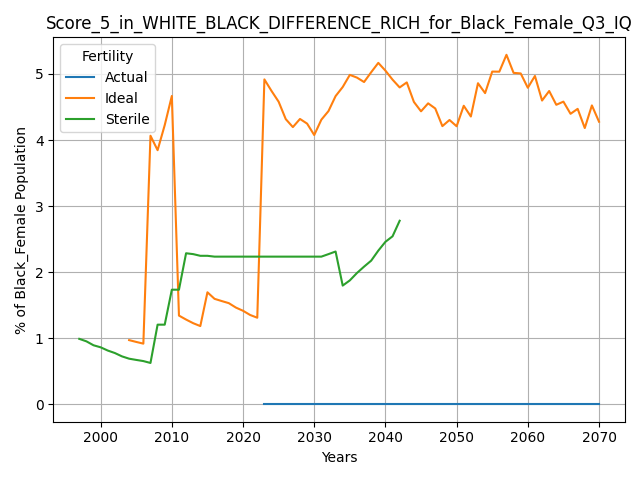 Score_5_in_WHITE_BLACK_DIFFERENCE_RICH_for_Black_Female_Q3_IQ
Fertility
Actual
Ideal
Sterile
% of Black_Female Population
5
4
3
2
1
0
2000 2010 2020 2030 2040 2050 2060 2070
Years